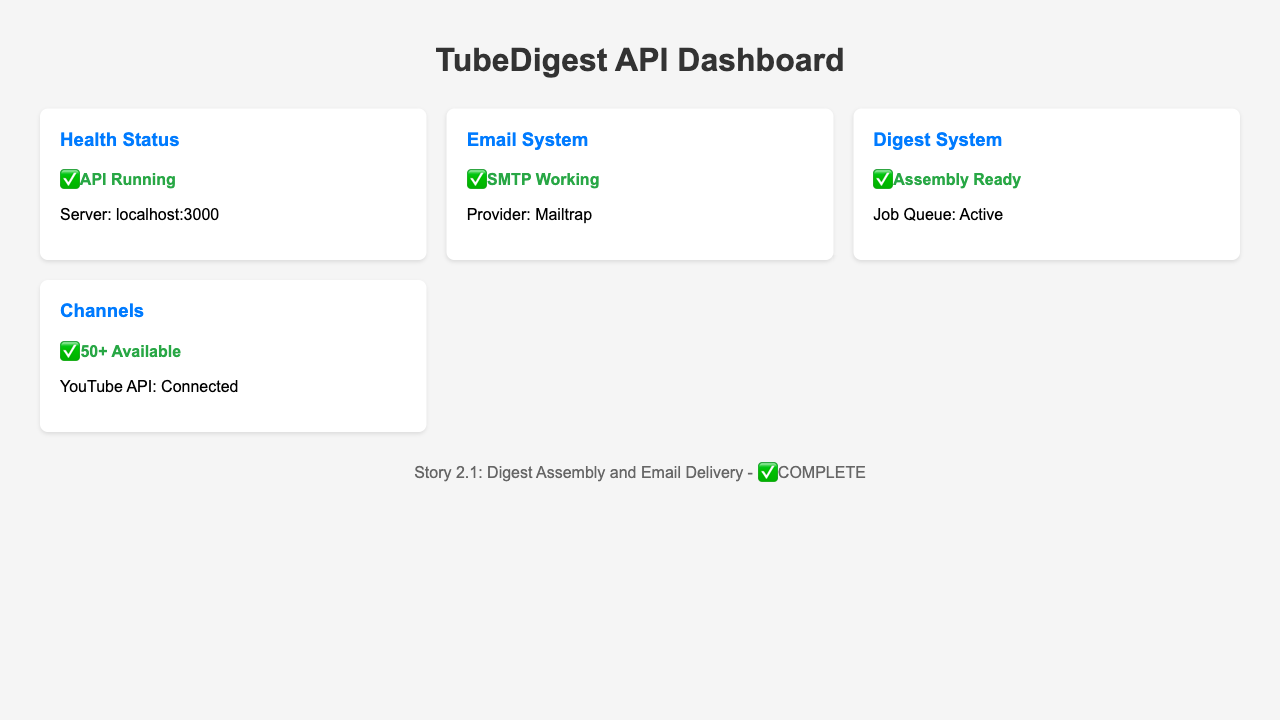 TubeDigest API Dashboard
Health Status
✅API Running
Server: localhost:3000
Email System
✅SMTP Working
Provider: Mailtrap
Digest System
✅Assembly Ready
Job Queue: Active
Channels
✅50+ Available
YouTube API: Connected
Story 2.1: Digest Assembly and Email Delivery - ✅COMPLETE